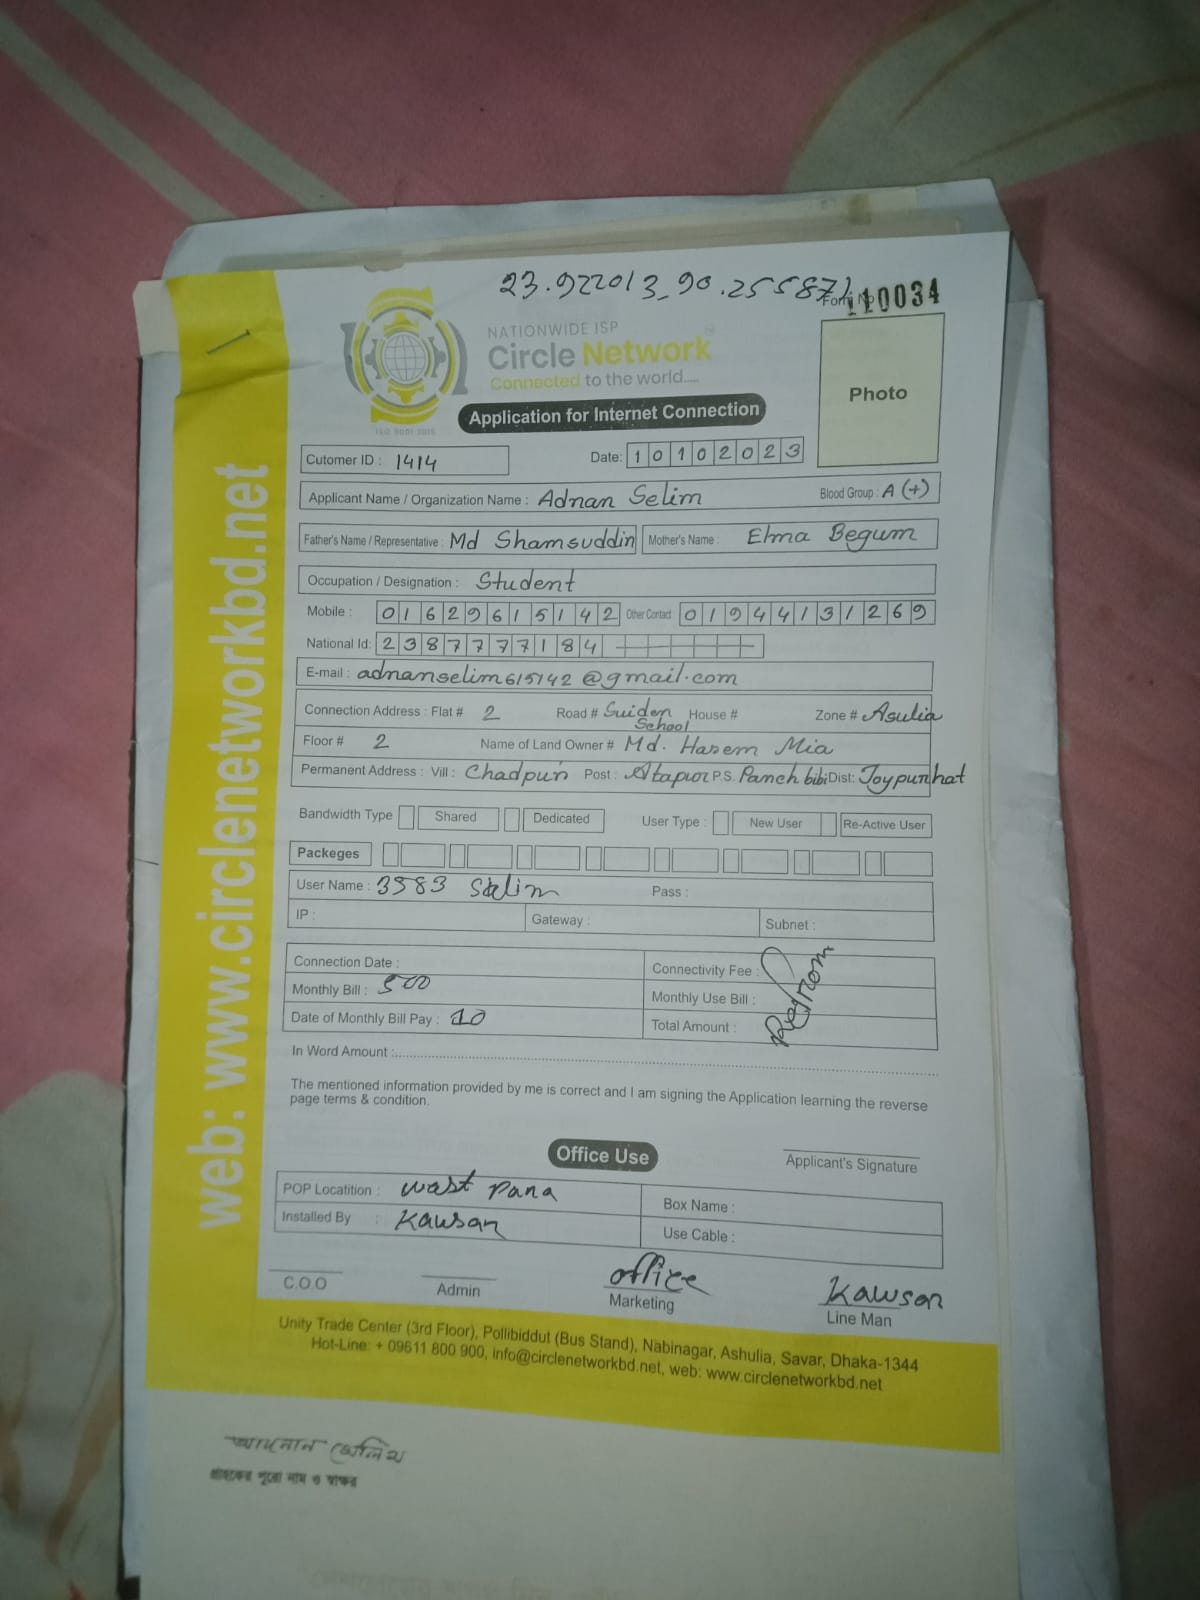 23.922013_90.255871
Form No 110034
NATIONWIDE ISP
Circle Network
Connected to the world.....
ISO 9001:2015
Application for Internet Connection
Photo
Cutomer ID : 1414 Date: 10102023
Applicant Name / Organization Name : Adnan Selim Blood Group : A (+)
Father's Name / Representative : Md Shamsuddin Mother's Name : Elma Begum
Occupation / Designation : Student
Mobile : 01629615142 Other Contact 01944131269
National Id: 2387777184
E-mail : adnanselim615142@gmail.com
Connection Address : Flat # 2 Road # Suiden School House # Zone # Asulia
Floor # 2 Name of Land Owner # Md. Harem Mia
Permanent Address : Vill : Chadpur Post : Atapur P.S. Panchbibi Dist: Joypurhat
Bandwidth Type Shared Dedicated User Type : New User Re-Active User
Packeges
User Name : 3583 Selim Pass :
IP : Gateway : Subnet :
Connection Date : Connectivity Fee :
Monthly Bill : 500 Monthly Use Bill :
Date of Monthly Bill Pay : 10 Total Amount :
In Word Amount :
The mentioned information provided by me is correct and I am signing the Application learning the reverse
page terms & condition.
Office Use
Applicant's Signature
POP Locatition : wast para Box Name :
Installed By : Kawsar Use Cable :
C.O.O Admin office Marketing Kawsar Line Man
Unity Trade Center (3rd Floor), Pollibiddut (Bus Stand), Nabinagar, Ashulia, Savar, Dhaka-1344
Hot-Line: + 09611 800 900, info@circlenetworkbd.net, web: www.circlenetworkbd.net
web: www.circlenetworkbd.net
আদনান সেলিম
গ্রাহকের পুরো নাম ও স্বাক্ষর